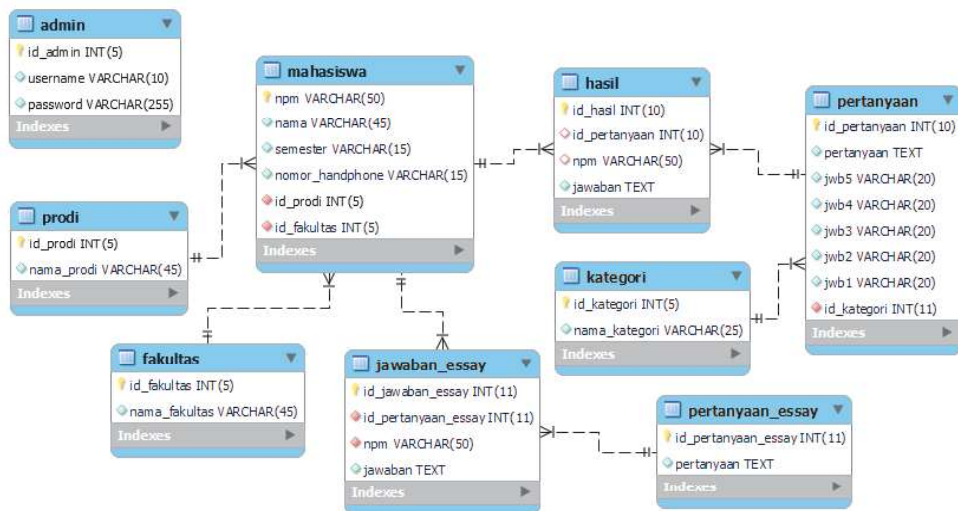 admin
id_admin INT(5)
username VARCHAR(10)
password VARCHAR(255)
Indexes
mahasiswa
npm VARCHAR(50)
nama VARCHAR(45)
semester VARCHAR(15)
nomor_handphone VARCHAR(15)
id_prodi INT(5)
id_fakultas INT(5)
Indexes
hasil
id_hasil INT(10)
id_pertanyaan INT(10)
npm VARCHAR(50)
jawaban TEXT
Indexes
pertanyaan
id_pertanyaan INT(10)
pertanyaan TEXT
jwb5 VARCHAR(20)
jwb4 VARCHAR(20)
jwb3 VARCHAR(20)
jwb2 VARCHAR(20)
jwb1 VARCHAR(20)
id_kategori INT(11)
Indexes
prodi
id_prodi INT(5)
nama_prodi VARCHAR(45)
Indexes
kategori
id_kategori INT(5)
nama_kategori VARCHAR(25)
Indexes
fakultas
id_fakultas INT(5)
nama_fakultas VARCHAR(45)
Indexes
jawaban_essay
id_jawaban_essay INT(11)
id_pertanyaan_essay INT(11)
npm VARCHAR(50)
jawaban TEXT
Indexes
pertanyaan_essay
id_pertanyaan_essay INT(11)
pertanyaan TEXT
Indexes